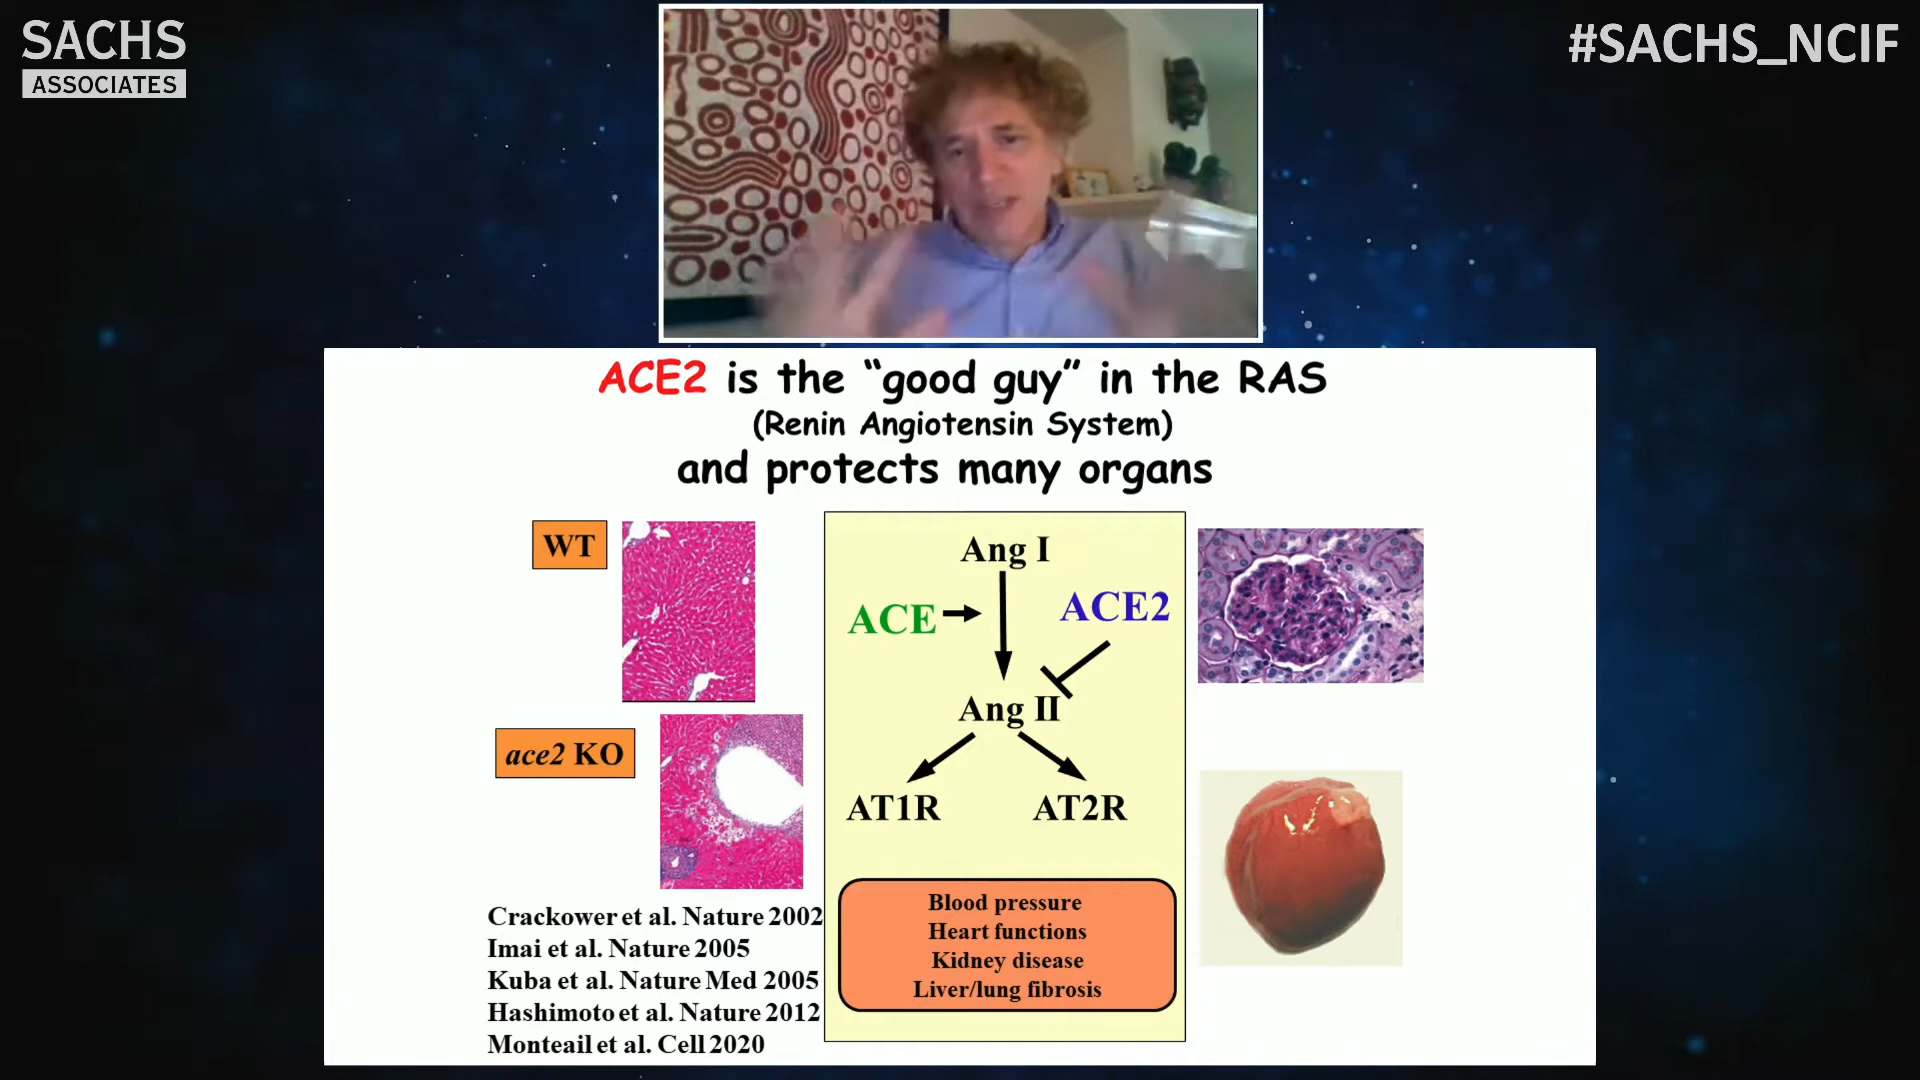 SACHS
ASSOCIATES
#SACHS_NCIF
ACE2 is the “good guy” in the RAS
(Renin Angiotensin System)
and protects many organs
WT
ace2 KO
Ang I
ACE
ACE2
Ang II
AT1R
AT2R
Blood pressure
Heart functions
Kidney disease
Liver/lung fibrosis
Crackower et al. Nature 2002
Imai et al. Nature 2005
Kuba et al. Nature Med 2005
Hashimoto et al. Nature 2012
Monteail et al. Cell 2020